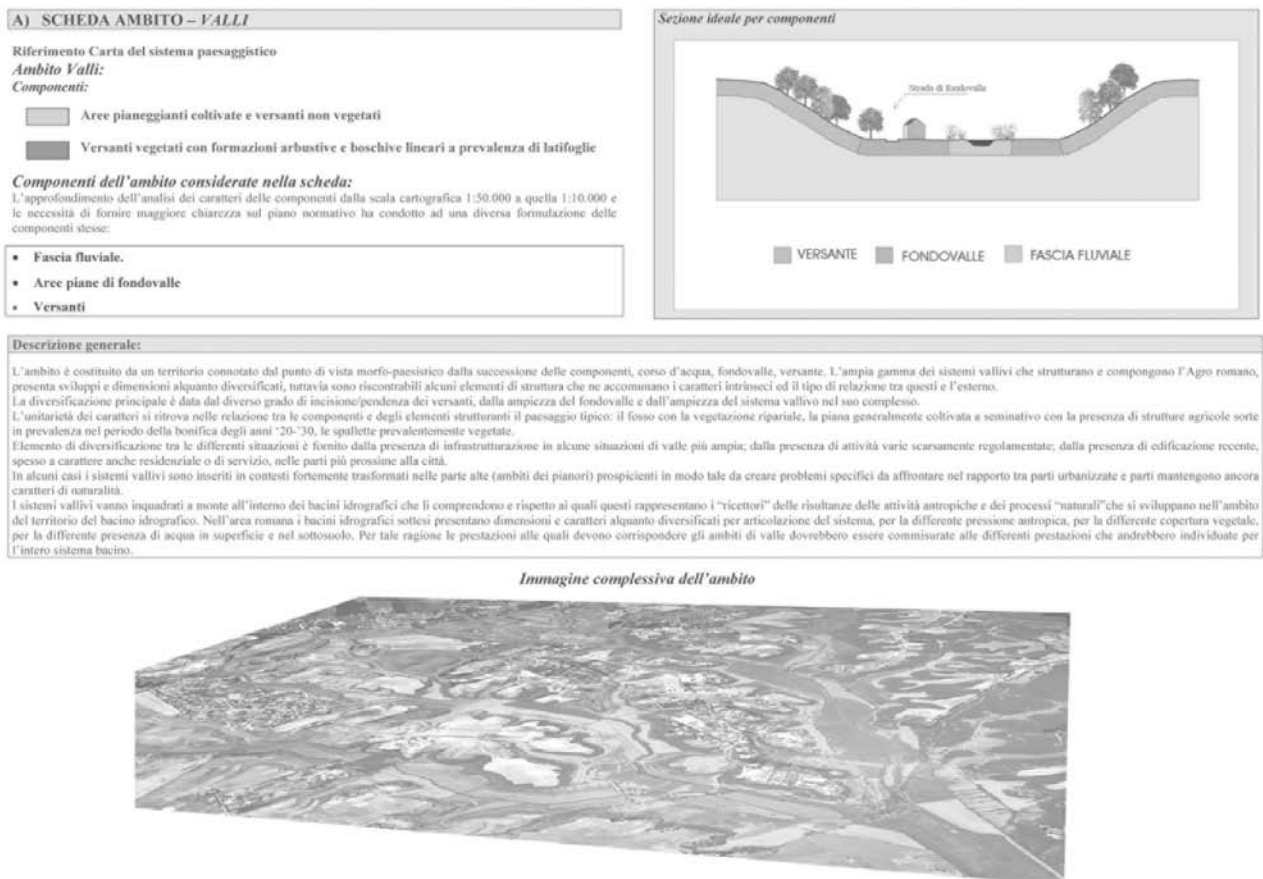 A) SCHEDA AMBITO – VALLI
Riferimento Carta del sistema paesaggistico
Ambito Valli:
Componenti:
Aree pianeggianti coltivate e versanti non vegetati
Versanti vegetati con formazioni arbustive e boschive lineari a prevalenza di latifoglie
Componenti dell'ambito considerate nella scheda:
L'approfondimento dell'analisi dei caratteri delle componenti dalla scala cartografica 1:50.000 a quella 1:10.000 e
le necessità di fornire maggiore chiarezza sul piano normativo ha condotto ad una diversa formulazione delle
componenti stesse:
• Fascia fluviale.
• Aree piane di fondovalle
• Versanti
Sezione ideale per componenti
Strada di fondovalle
VERSANTE FONDOVALLE FASCIA FLUVIALE
Descrizione generale:
L'ambito è costituito da un territorio connotato dal punto di vista morfo-paesistico dalla successione delle componenti, corso d'acqua, fondovalle, versante. L'ampia gamma dei sistemi vallivi che strutturano e compongono l'Agro romano,
presenta sviluppi e dimensioni alquanto diversificati, tuttavia sono riscontrabili alcuni elementi di struttura che ne accomunano i caratteri intrinseci ed il tipo di relazione tra questi e l'esterno.
La diversificazione principale è data dal diverso grado di incisione/pendenza dei versanti, dalla ampiezza del fondovalle e dall'ampiezza del sistema vallivo nel suo complesso.
L'unitarietà dei caratteri si ritrova nelle relazione tra le componenti e degli elementi strutturanti il paesaggio tipico: il fosso con la vegetazione ripariale, la piana generalmente coltivata a seminativo con la presenza di strutture agricole sorte
in prevalenza nel periodo della bonifica degli anni '20-'30, le spallette prevalentemente vegetate.
Elemento di diversificazione tra le differenti situazioni è fornito dalla presenza di infrastrutturazione in alcune situazioni di valle più ampia; dalla presenza di attività varie scarsamente regolamentate; dalla presenza di edificazione recente,
spesso a carattere anche residenziale o di servizio, nelle parti più prossime alla città.
In alcuni casi i sistemi vallivi sono inseriti in contesti fortemente trasformati nelle parte alte (ambiti dei pianori) prospicienti in modo tale da creare problemi specifici da affrontare nel rapporto tra parti urbanizzate e parti mantengono ancora
caratteri di naturalità.
I sistemi vallivi vanno inquadrati a monte all'interno dei bacini idrografici che li comprendono e rispetto ai quali questi rappresentano i "ricettori" delle risultanze delle attività antropiche e dei processi "naturali"che si sviluppano nell'ambito
del territorio del bacino idrografico. Nell'area romana i bacini idrografici sottesi presentano dimensioni e caratteri alquanto diversificati per articolazione del sistema, per la differente pressione antropica, per la differente copertura vegetale,
per la differente presenza di acqua in superficie e nel sottosuolo. Per tale ragione le prestazioni alle quali devono corrispondere gli ambiti di valle dovrebbero essere commisurate alle differenti prestazioni che andrebbero individuate per
l'intero sistema bacino.
Immagine complessiva dell'ambito